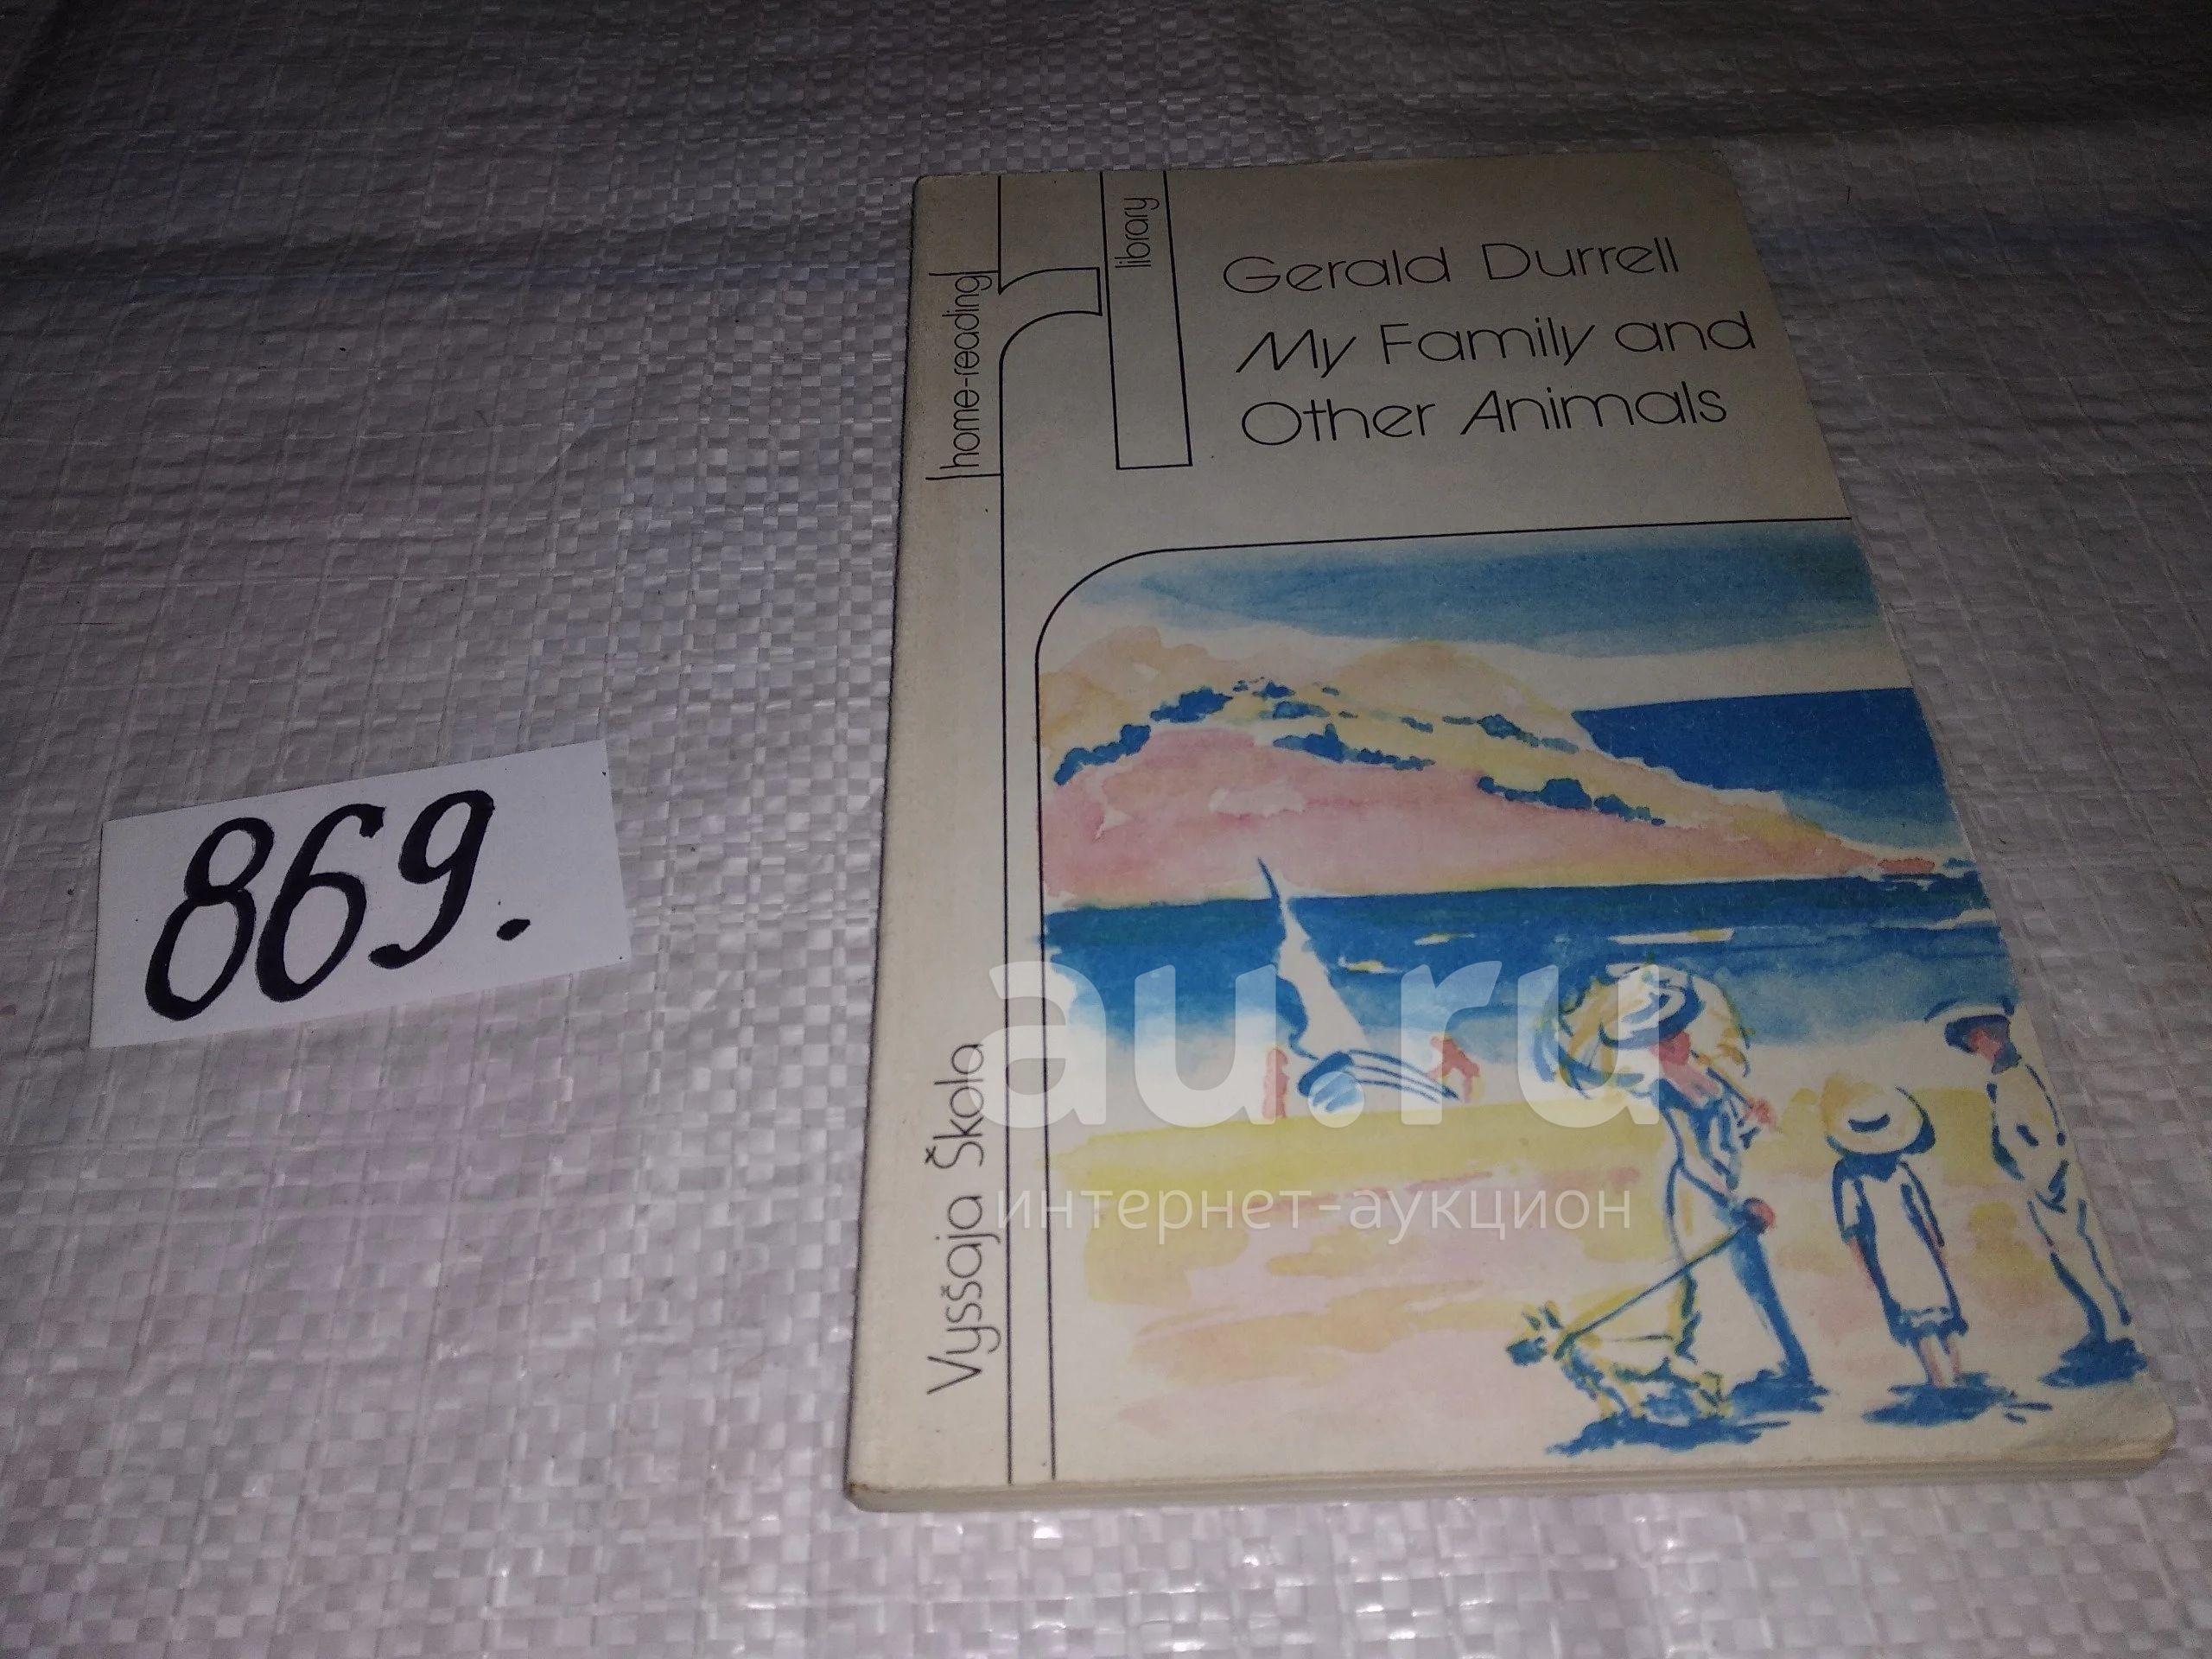 library
home-reading
Gerald Durrell
My Family and
Other Animals
869.
Vysšaja Škola
au.ru
интернет-аукцион